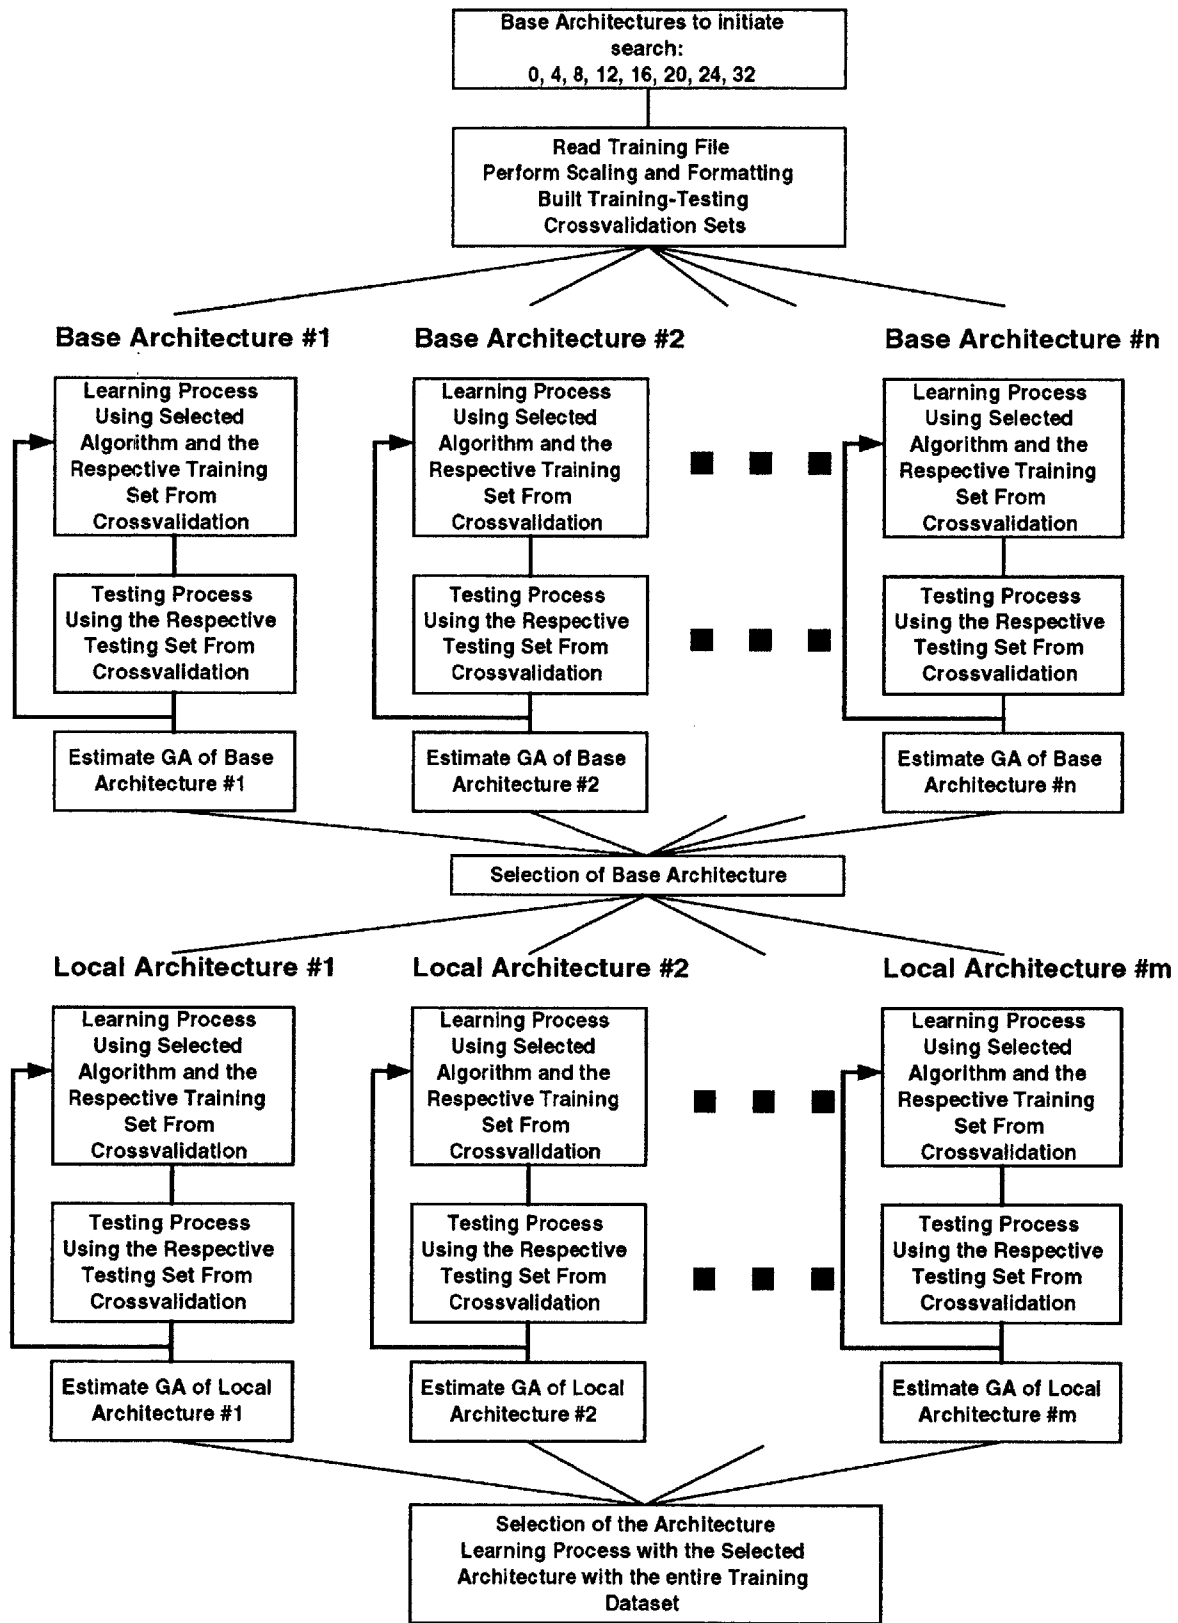 Base Architectures to initiate
search:
0, 4, 8, 12, 16, 20, 24, 32
Read Training File
Perform Scaling and Formatting
Built Training-Testing
Crossvalidation Sets
Base Architecture #1
Learning Process
Using Selected
Algorithm and the
Respective Training
Set From
Crossvalidation
Testing Process
Using the Respective
Testing Set From
Crossvalidation
Estimate GA of Base
Architecture #1
Base Architecture #2
Learning Process
Using Selected
Algorithm and the
Respective Training
Set From
Crossvalidation
Testing Process
Using the Respective
Testing Set From
Crossvalidation
Estimate GA of Base
Architecture #2
Base Architecture #n
Learning Process
Using Selected
Algorithm and the
Respective Training
Set From
Crossvalidation
Testing Process
Using the Respective
Testing Set From
Crossvalidation
Estimate GA of Base
Architecture #n
Selection of Base Architecture
Local Architecture #1
Learning Process
Using Selected
Algorithm and the
Respective Training
Set From
Crossvalidation
Testing Process
Using the Respective
Testing Set From
Crossvalidation
Estimate GA of Local
Architecture #1
Local Architecture #2
Learning Process
Using Selected
Algorithm and the
Respective Training
Set From
Crossvalidation
Testing Process
Using the Respective
Testing Set From
Crossvalidation
Estimate GA of Local
Architecture #2
Local Architecture #m
Learning Process
Using Selected
Algorithm and the
Respective Training
Set From
Crossvalidation
Testing Process
Using the Respective
Testing Set From
Crossvalidation
Estimate GA of Local
Architecture #m
Selection of the Architecture
Learning Process with the Selected
Architecture with the entire Training
Dataset